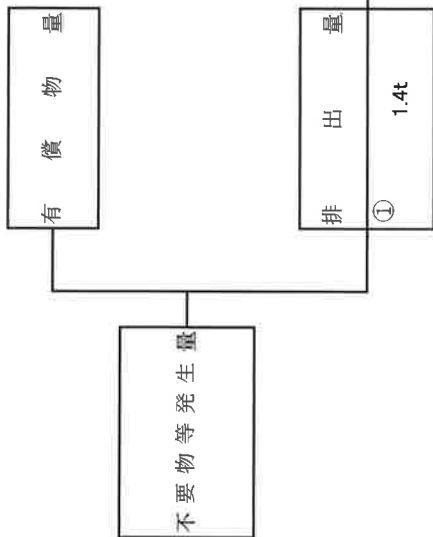 不要物等発生量
有償物量
排出量
①
1.4t